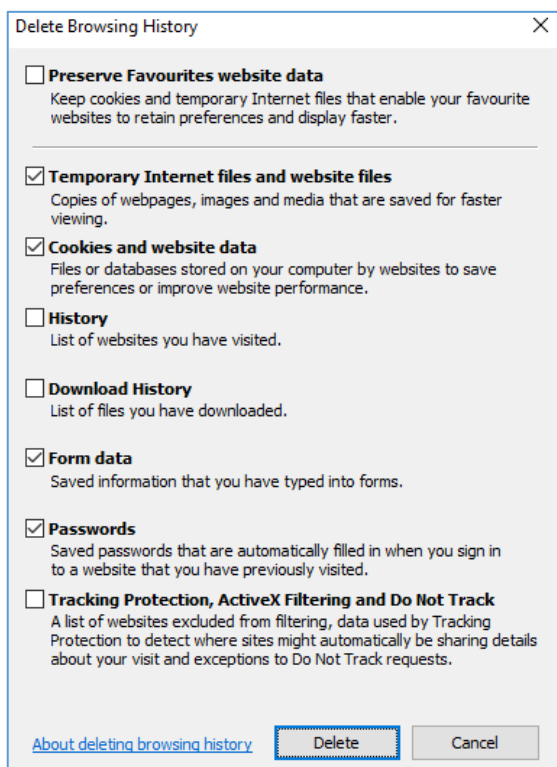 Delete Browsing History
Preserve Favourites website data
Keep cookies and temporary Internet files that enable your favourite
websites to retain preferences and display faster.
Temporary Internet files and website files
Copies of webpages, images and media that are saved for faster
viewing.
Cookies and website data
Files or databases stored on your computer by websites to save
preferences or improve website performance.
History
List of websites you have visited.
Download History
List of files you have downloaded.
Form data
Saved information that you have typed into forms.
Passwords
Saved passwords that are automatically filled in when you sign in
to a website that you have previously visited.
Tracking Protection, ActiveX Filtering and Do Not Track
A list of websites excluded from filtering, data used by Tracking
Protection to detect where sites might automatically be sharing details
about your visit and exceptions to Do Not Track requests.
About deleting browsing history Delete Cancel